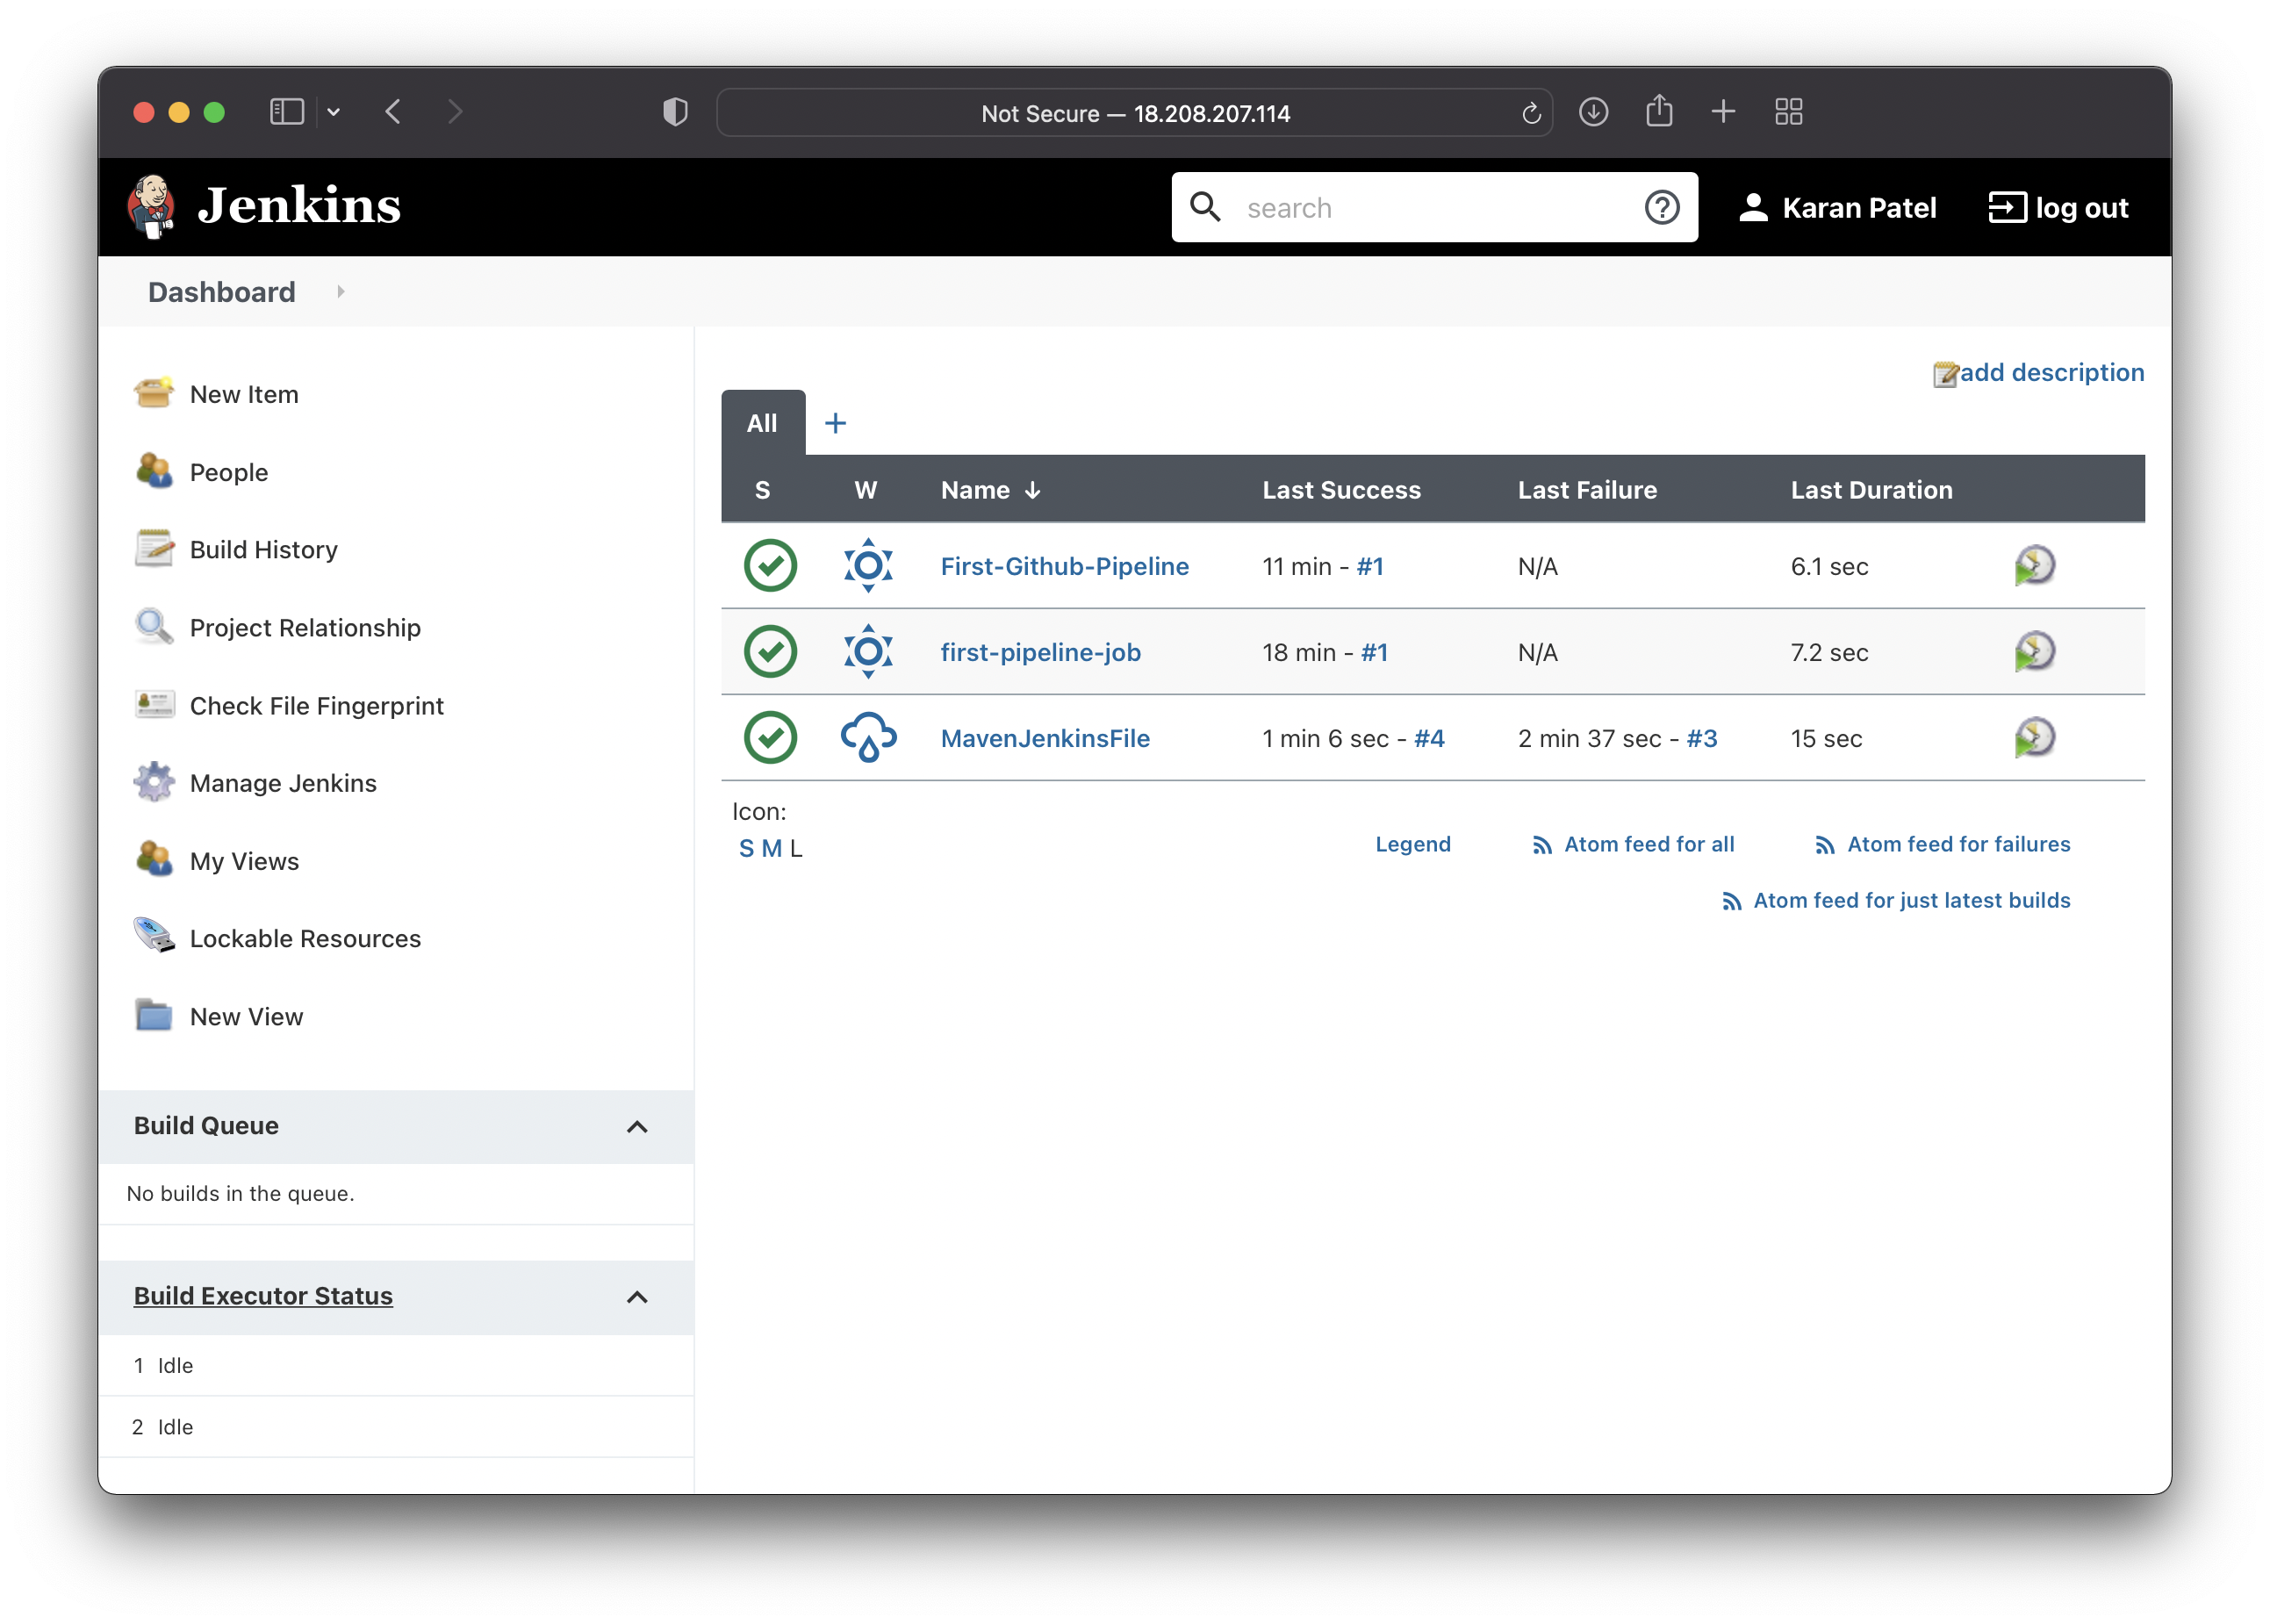 Not Secure — 18.208.207.114
Jenkins
search
Karan Patel
log out
Dashboard
New Item
People
Build History
Project Relationship
Check File Fingerprint
Manage Jenkins
My Views
Lockable Resources
New View
Build Queue
No builds in the queue.
Build Executor Status
1 Idle
2 Idle
add description
All +
S W Name ↓ Last Success Last Failure Last Duration
First-Github-Pipeline 11 min - #1 N/A 6.1 sec
first-pipeline-job 18 min - #1 N/A 7.2 sec
MavenJenkinsFile 1 min 6 sec - #4 2 min 37 sec - #3 15 sec
Icon:
S M L
Legend Atom feed for all Atom feed for failures
Atom feed for just latest builds